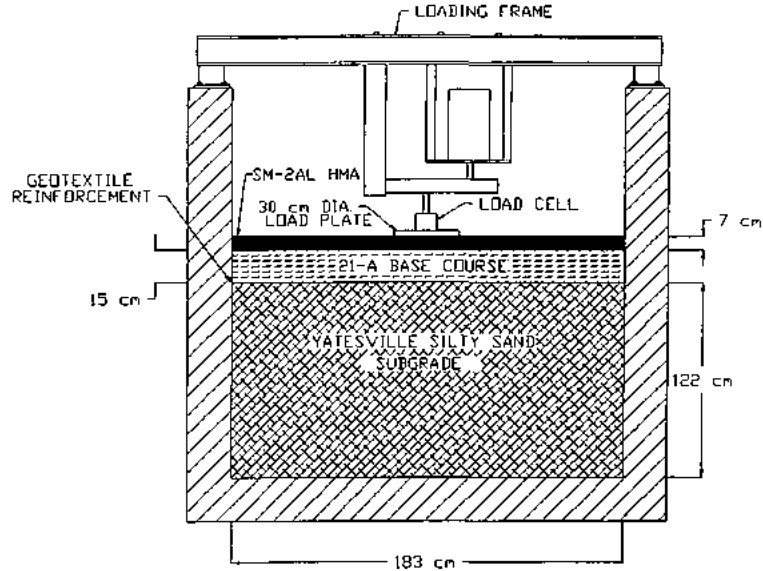 LOADING FRAME
GEOTEXTILE
REINFORCEMENT
SM-2AL HMA
30 cm DIA.
LOAD PLATE
LOAD CELL
7 cm
21-A BASE COURSE
15 cm
YATESVILLE SILTY SAND
SUBGRADE
122 cm
183 cm